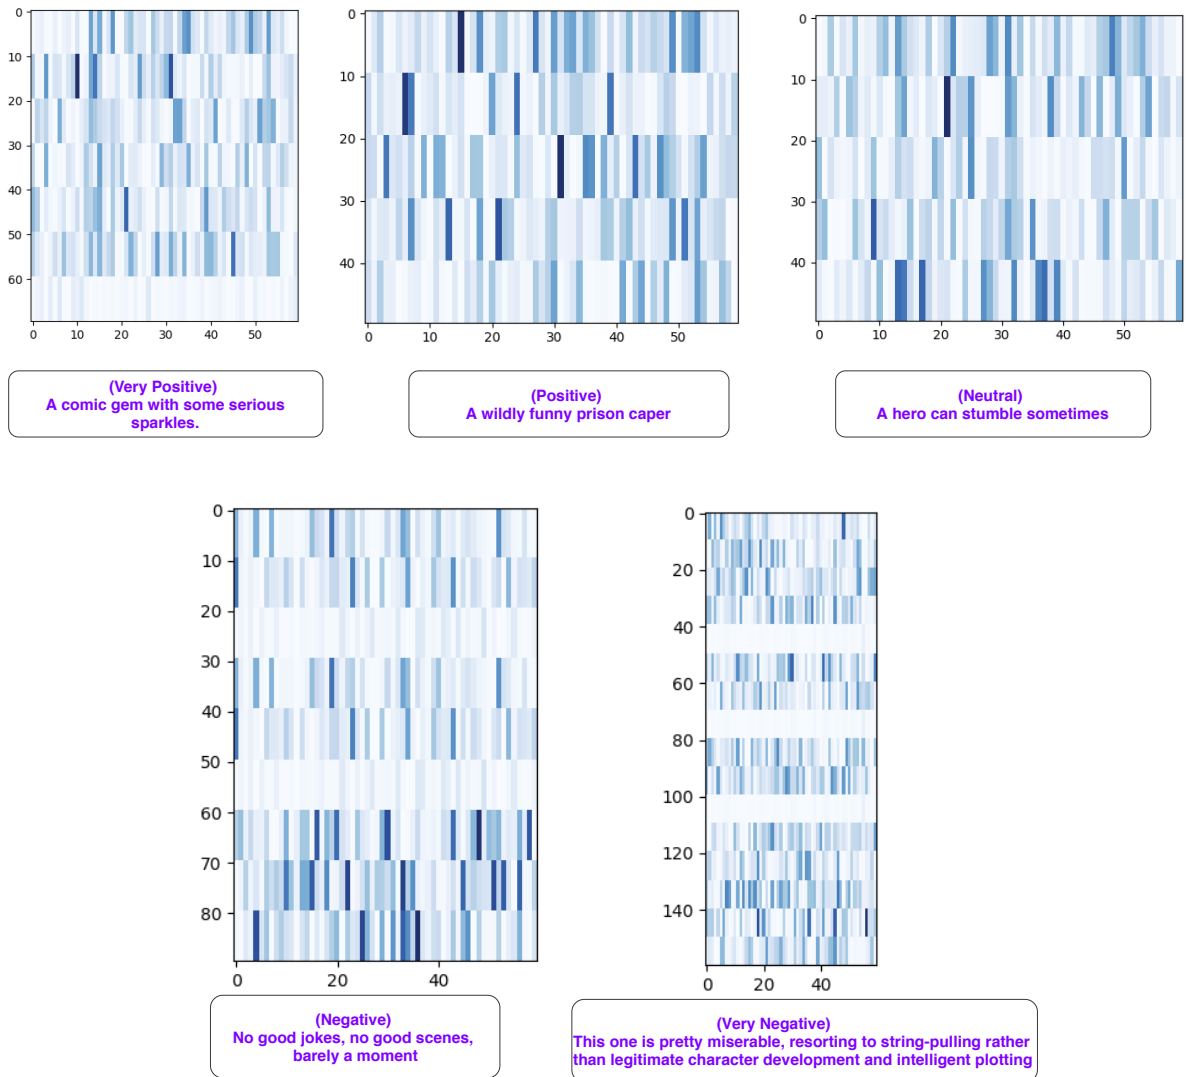 0
10
20
30
40
50
60
0 10 20 30 40 50
0
10
20
30
40
0 10 20 30 40 50
0
10
20
30
40
0 10 20 30 40 50
(Very Positive)
A comic gem with some serious
sparkles.
(Positive)
A wildly funny prison caper
(Neutral)
A hero can stumble sometimes
0
10
20
30
40
50
60
70
80
0 20 40
0
20
40
60
80
100
120
140
0 20 40
(Negative)
No good jokes, no good scenes,
barely a moment
(Very Negative)
This one is pretty miserable, resorting to string-pulling rather
than legitimate character development and intelligent plotting